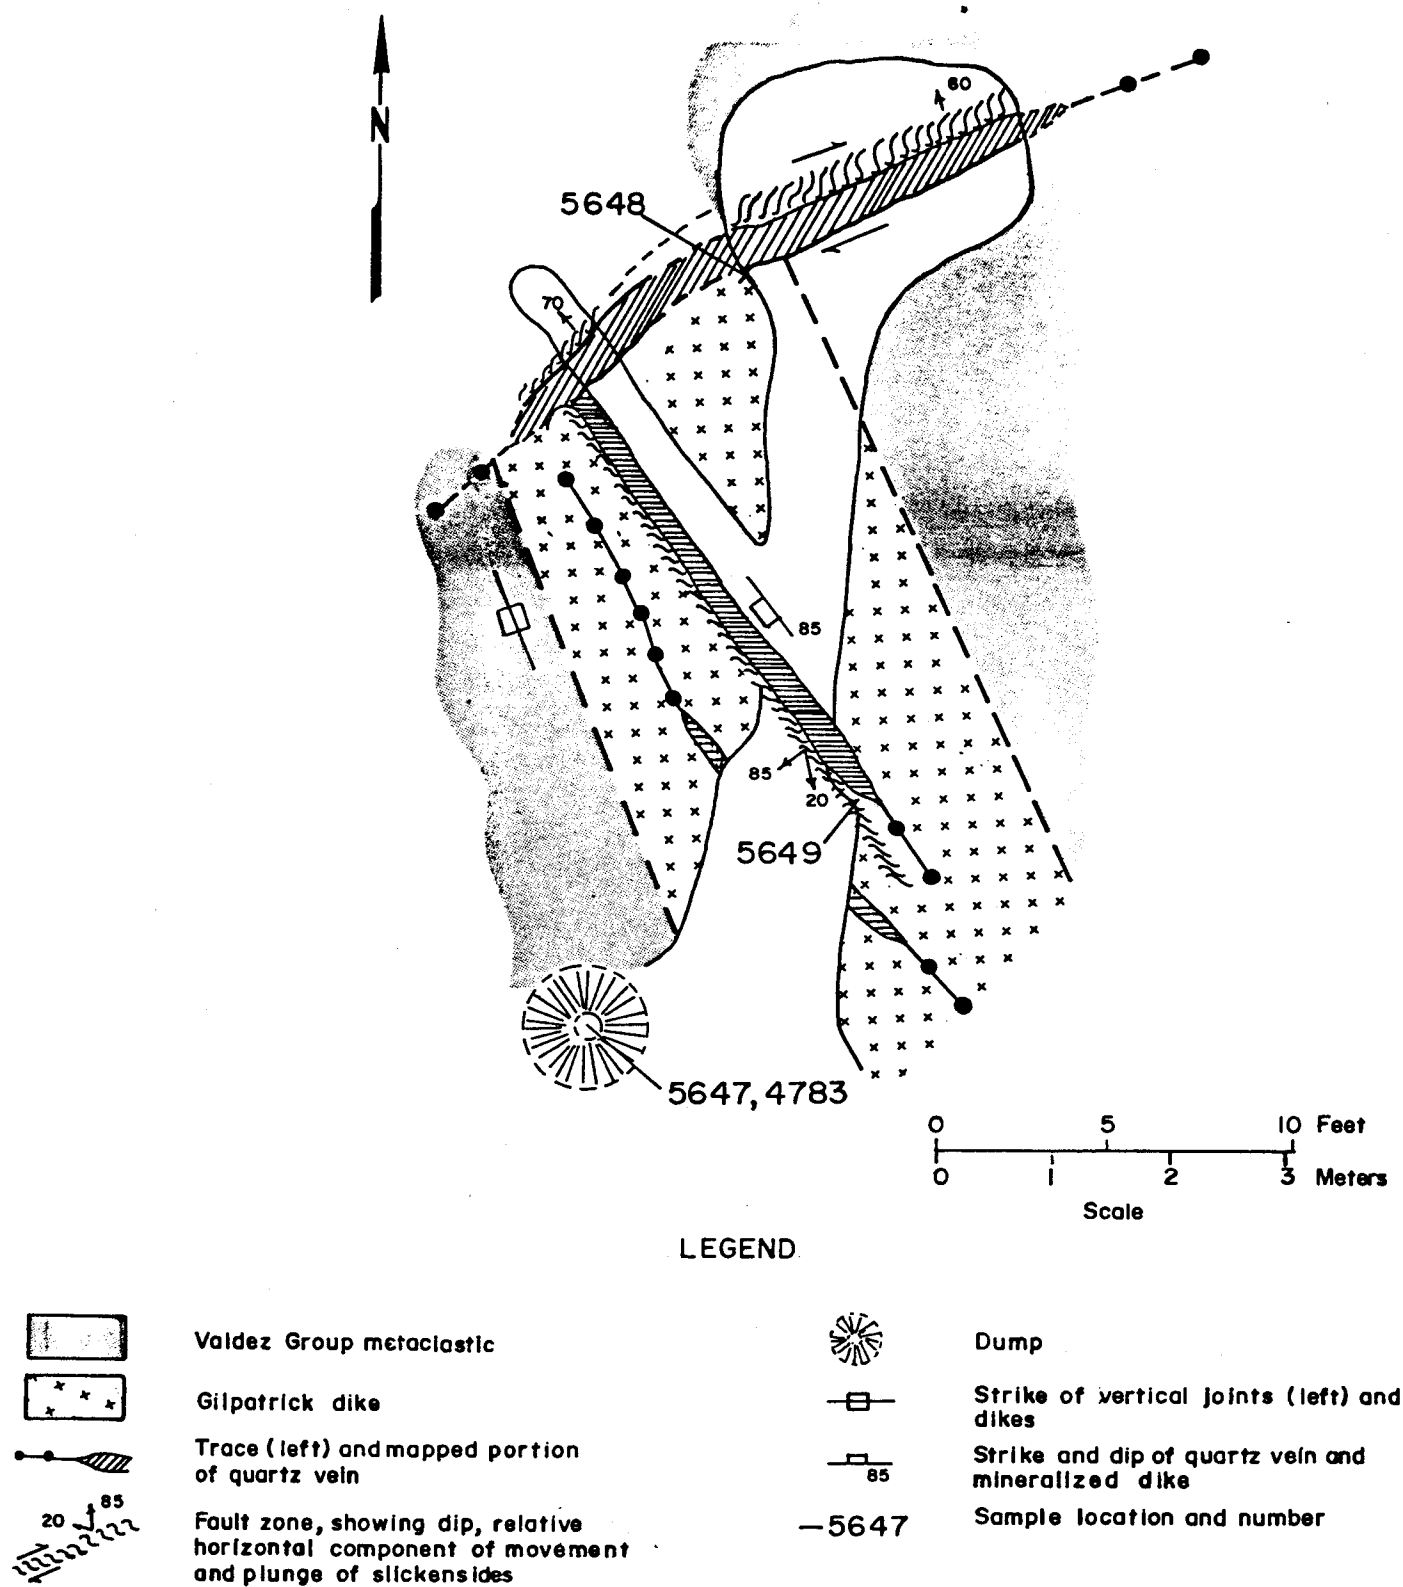 60
N
5648
70
85
85
20
5649
5647, 4783
0 5 10 Feet
0 1 2 3 Meters
Scale
LEGEND
Valdez Group metaclastic
Gilpatrick dike
Trace (left) and mapped portion
of quartz vein
20 85
Fault zone, showing dip, relative
horizontal component of movement
and plunge of slickensides
Dump
Strike of vertical joints (left) and
dikes
85
Strike and dip of quartz vein and
mineralized dike
—5647
Sample location and number